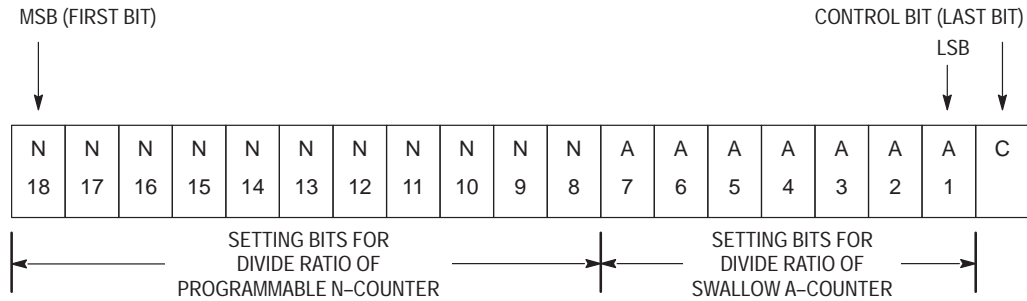 MSB (FIRST BIT)
CONTROL BIT (LAST BIT)
LSB
N N N N N N N N N N N A A A A A A A C
18 17 16 15 14 13 12 11 10 9 8 7 6 5 4 3 2 1
SETTING BITS FOR
DIVIDE RATIO OF
PROGRAMMABLE N–COUNTER
SETTING BITS FOR
DIVIDE RATIO OF
SWALLOW A–COUNTER